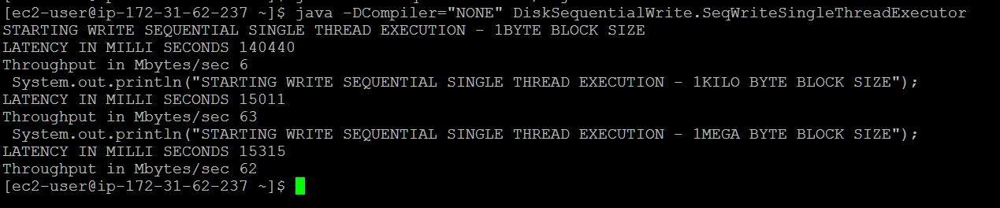 [ec2-user@ip-172-31-62-237 ~]$ java -DCompiler="NONE" DiskSequentialWrite.SeqWriteSingleThreadExecutor
STARTING WRITE SEQUENTIAL SINGLE THREAD EXECUTION - 1BYTE BLOCK SIZE
LATENCY IN MILLI SECONDS 140440
Throughput in Mbytes/sec 6
 System.out.println("STARTING WRITE SEQUENTIAL SINGLE THREAD EXECUTION - 1KILO BYTE BLOCK SIZE");
LATENCY IN MILLI SECONDS 15011
Throughput in Mbytes/sec 63
 System.out.println("STARTING WRITE SEQUENTIAL SINGLE THREAD EXECUTION - 1MEGA BYTE BLOCK SIZE");
LATENCY IN MILLI SECONDS 15315
Throughput in Mbytes/sec 62
[ec2-user@ip-172-31-62-237 ~]$